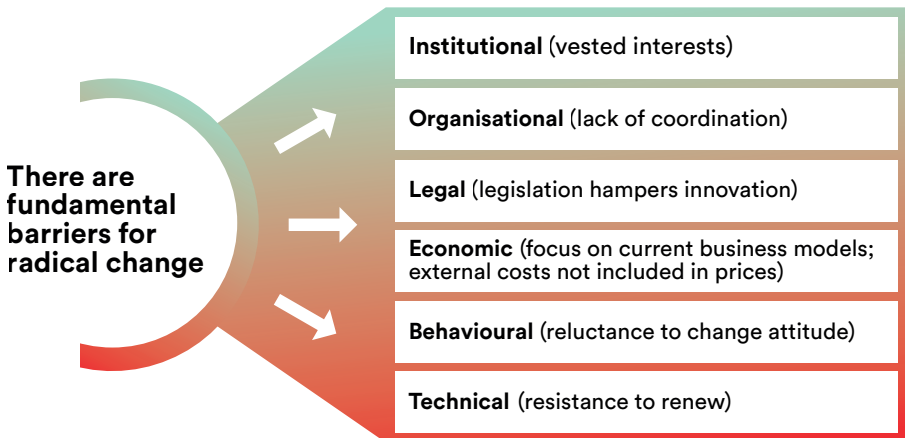 There are
fundamental
barriers for
radical change
Institutional (vested interests)
Organisational (lack of coordination)
Legal (legislation hampers innovation)
Economic (focus on current business models;
external costs not included in prices)
Behavioural (reluctance to change attitude)
Technical (resistance to renew)